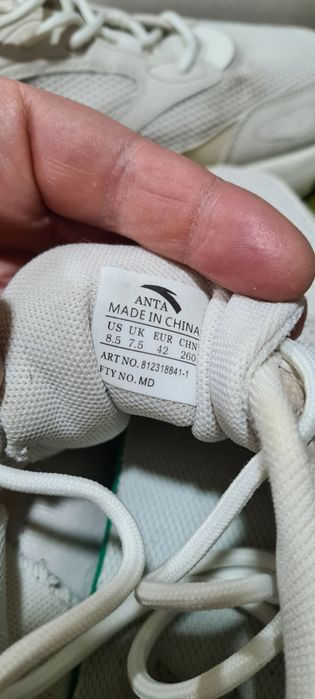 ANTA
MADE IN CHINA
US UK EUR CHN
8.5 7.5 42 260
ART NO. 812318841-1
FTY NO. MD